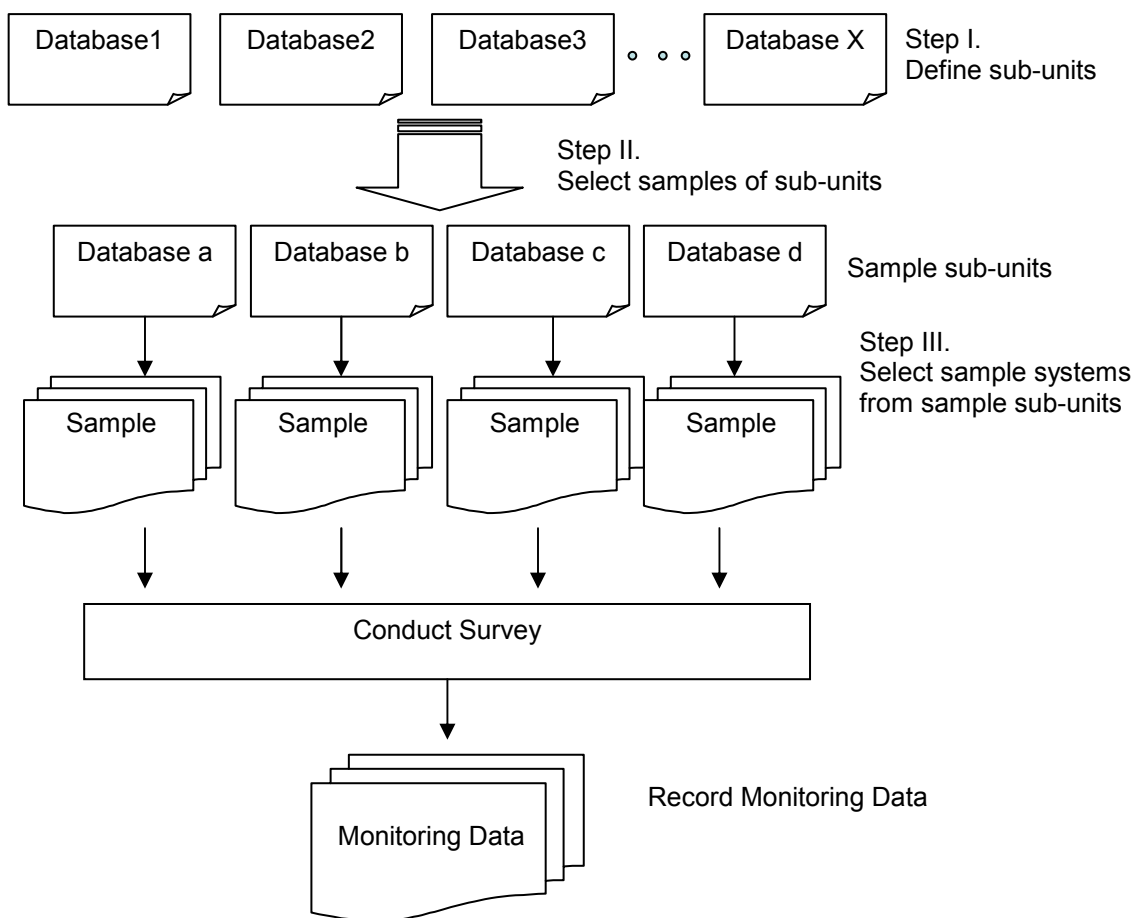 Database1
Database2
Database3
Database X
Step I.
Define sub-units
Step II.
Select samples of sub-units
Database a
Database b
Database c
Database d
Sample sub-units
Step III.
Select sample systems
from sample sub-units
Sample
Sample
Sample
Sample
Conduct Survey
Record Monitoring Data
Monitoring Data